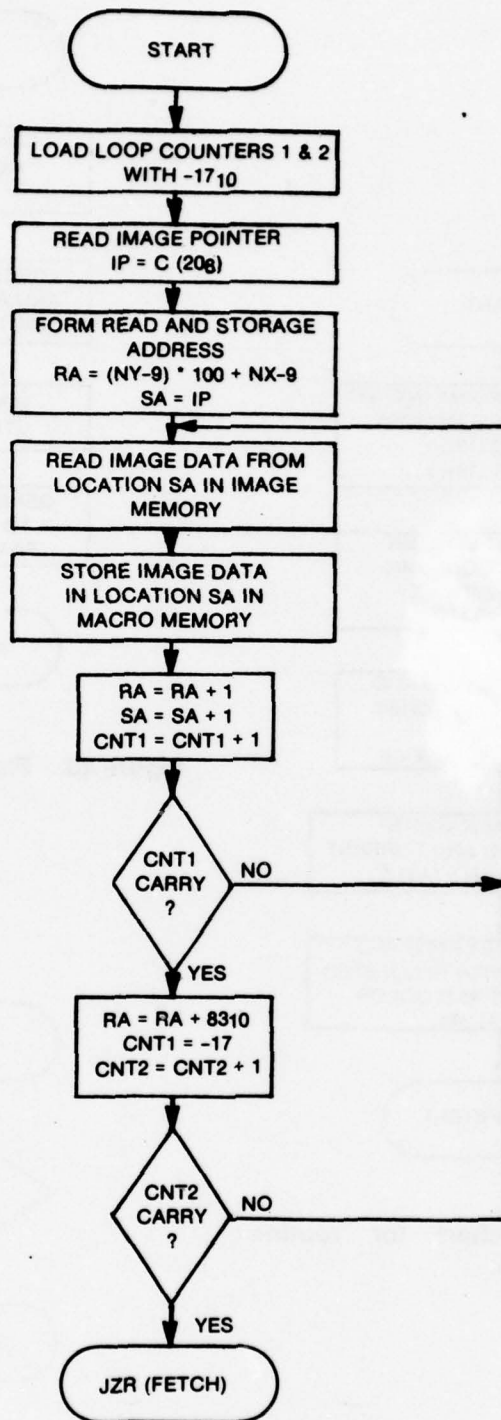 START
LOAD LOOP COUNTERS 1 & 2
WITH -17₁₀
READ IMAGE POINTER
IP = C (20₈)
FORM READ AND STORAGE
ADDRESS
RA = (NY-9) * 100 + NX-9
SA = IP
READ IMAGE DATA FROM
LOCATION SA IN IMAGE
MEMORY
STORE IMAGE DATA
IN LOCATION SA IN
MACRO MEMORY
RA = RA + 1
SA = SA + 1
CNT1 = CNT1 + 1
CNT1
CARRY
?
NO
YES
RA = RA + 83₁₀
CNT1 = -17
CNT2 = CNT2 + 1
CNT2
CARRY
?
NO
YES
JZR (FETCH)